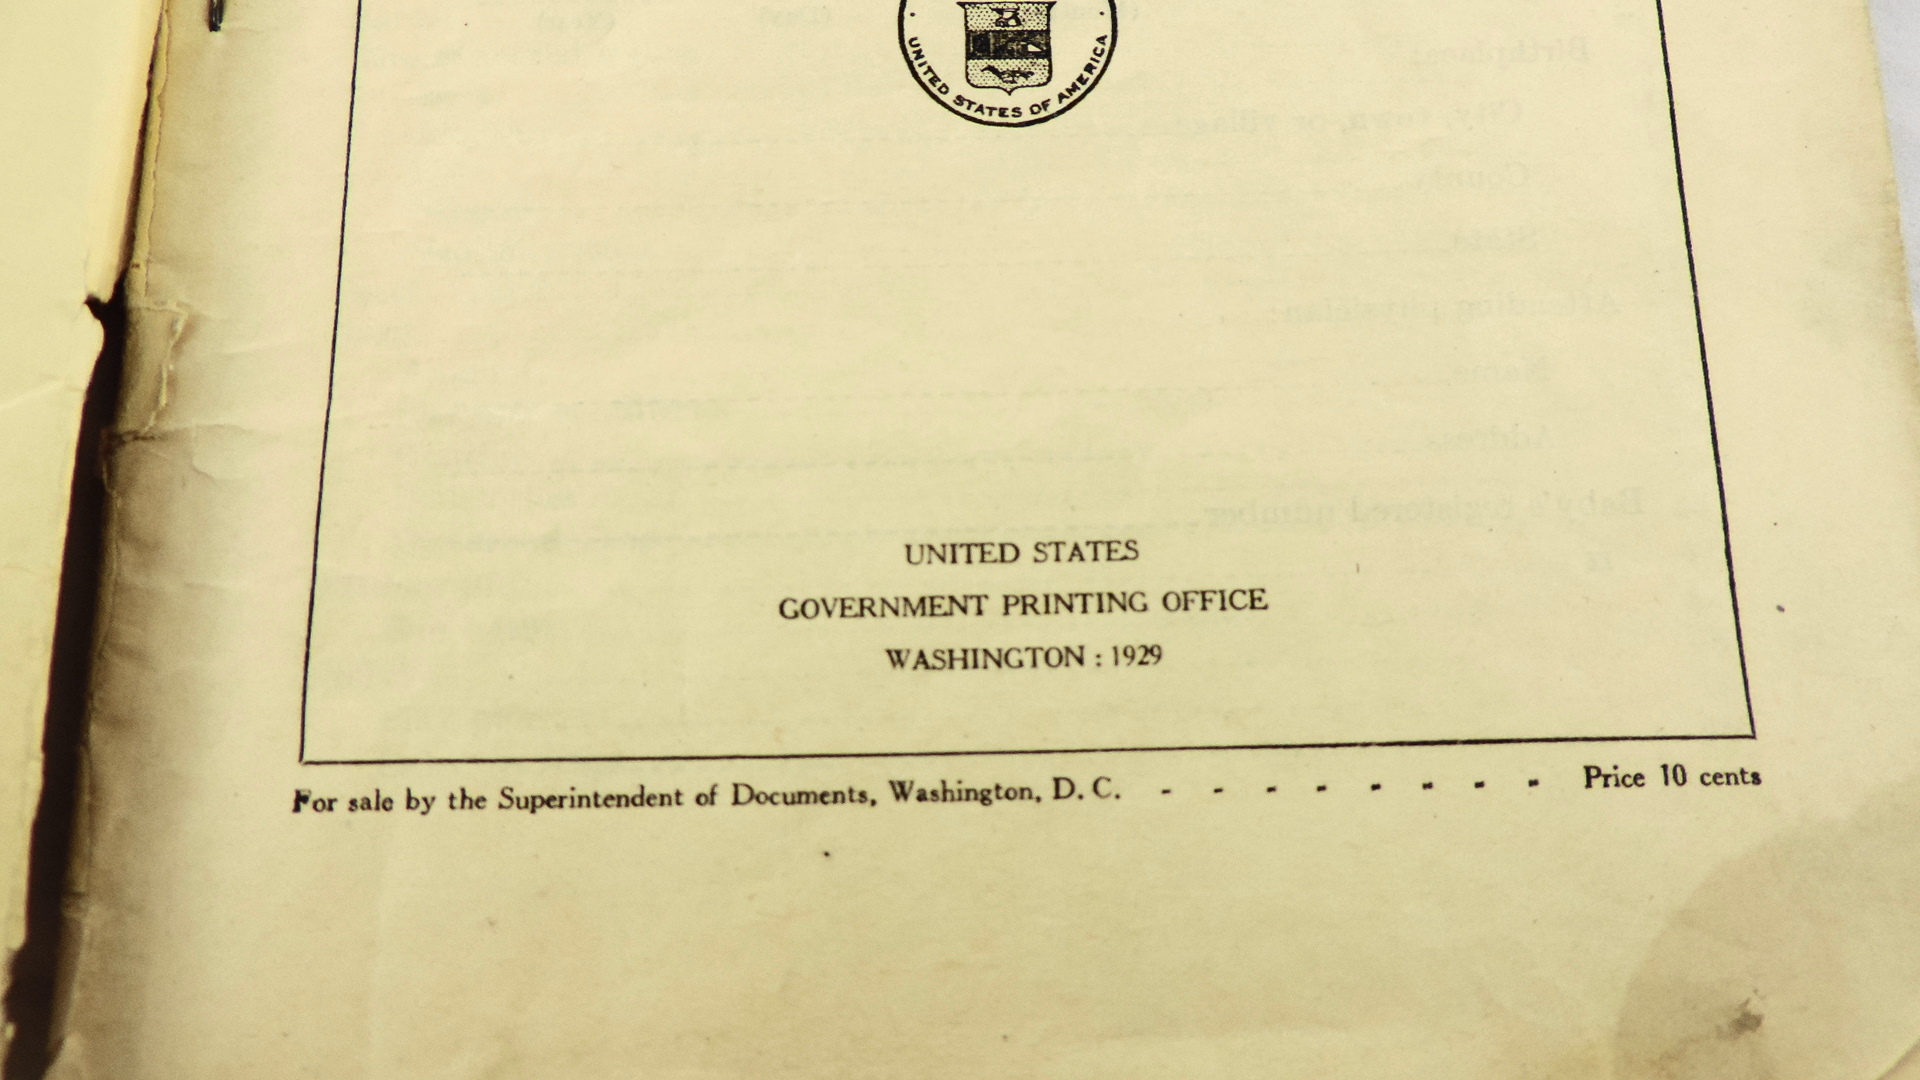 UNITED STATES OF AMERICA
UNITED STATES
GOVERNMENT PRINTING OFFICE
WASHINGTON : 1929
For sale by the Superintendent of Documents, Washington, D. C. - - - - - - - - Price 10 cents